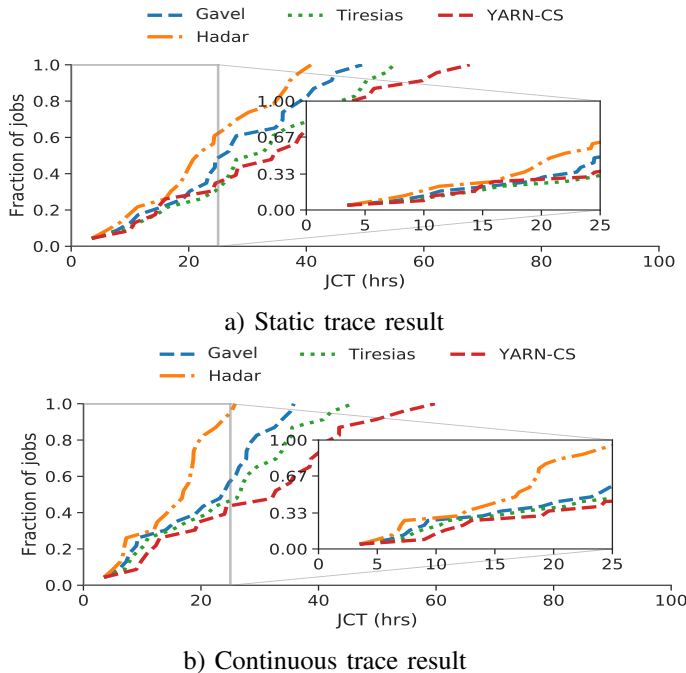 Gavel Tiresias YARN-CS
Hadar
1.0
0.8
0.6
0.4
0.2
0.0
Fraction of jobs
1.00
0.67
0.33
0.00
0 5 10 15 20 25
0 20 40 60 80 100
JCT (hrs)
a) Static trace result
Gavel Tiresias YARN-CS
Hadar
1.0
0.8
0.6
0.4
0.2
0.0
Fraction of jobs
1.00
0.67
0.33
0.00
0 5 10 15 20 25
0 20 40 60 80 100
JCT (hrs)
b) Continuous trace result